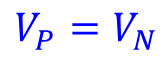 V_P = V_N